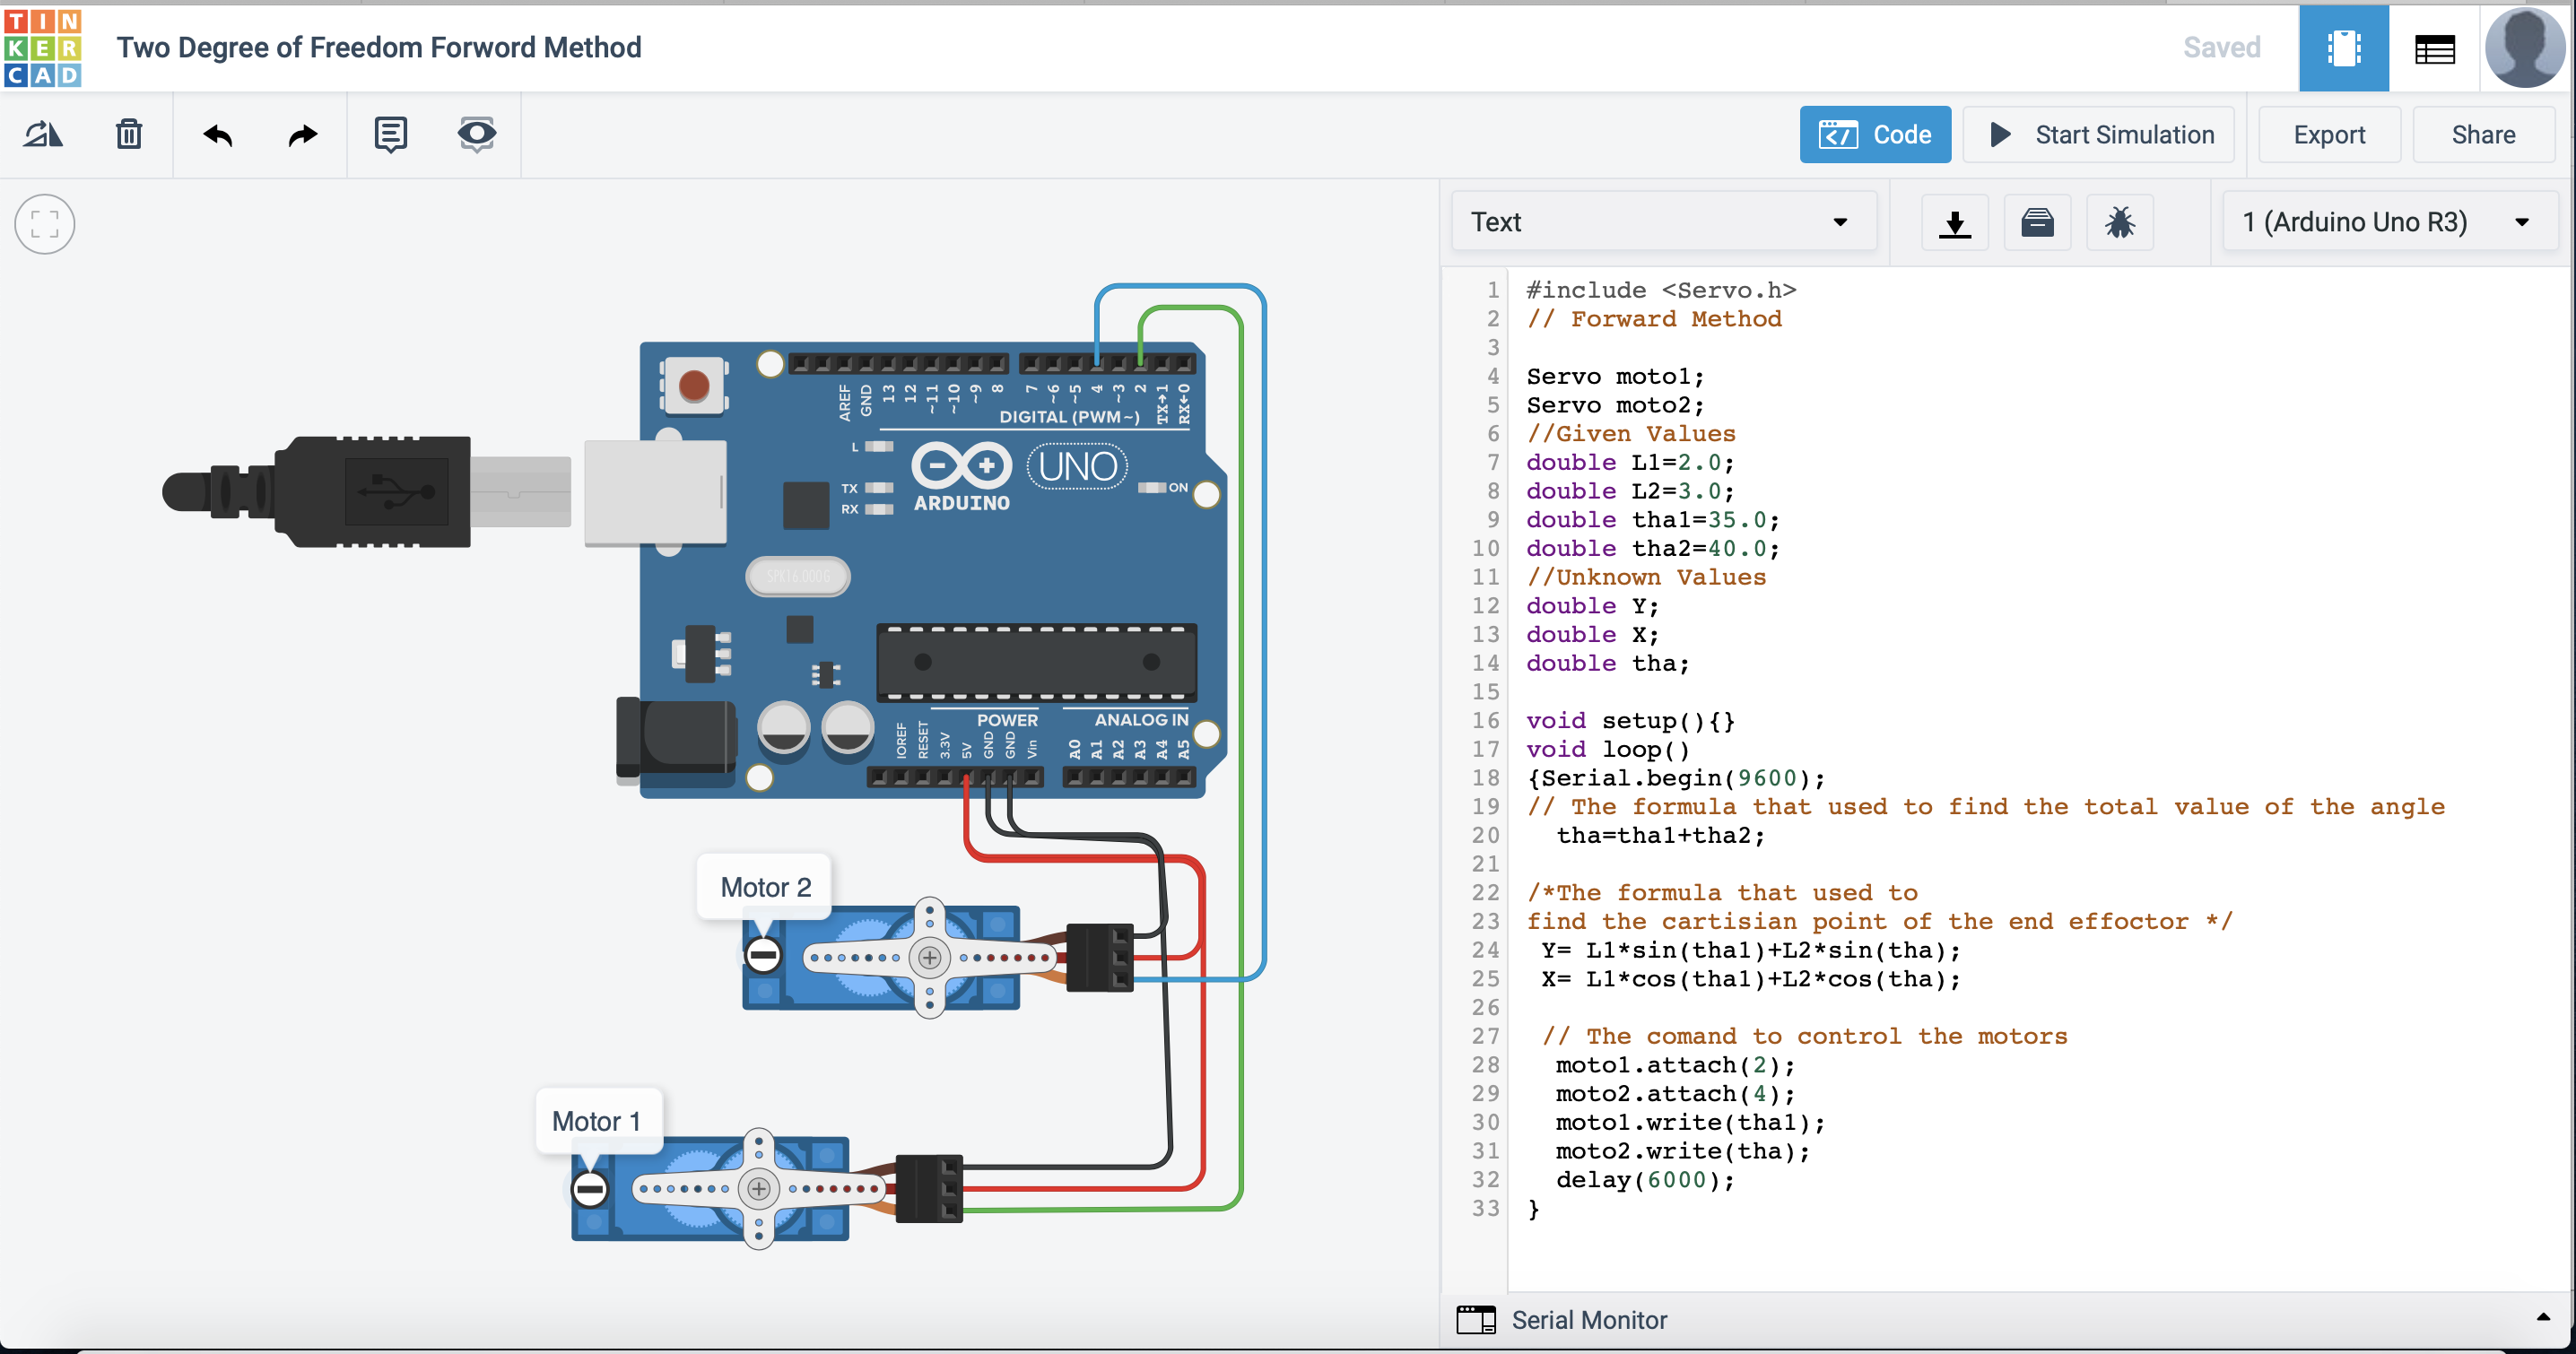 TINKERCAD
Two Degree of Freedom Forword Method
Saved
Code
Start Simulation
Export
Share
Text
1 (Arduino Uno R3)
AREF
GND
13
12
~11
~10
~9
8
7
~6
~5
4
~3
2
TX→1
RX←0
DIGITAL (PWM~)
L
TX
RX
UNO
ARDUINO
ON
SPK16.000G
POWER
ANALOG IN
IOREF
RESET
3.3V
5V
GND
GND
Vin
A0
A1
A2
A3
A4
A5
Motor 2
Motor 1
1 #include <Servo.h>
2 // Forward Method
3
4 Servo moto1;
5 Servo moto2;
6 //Given Values
7 double L1=2.0;
8 double L2=3.0;
9 double tha1=35.0;
10 double tha2=40.0;
11 //Unknown Values
12 double Y;
13 double X;
14 double tha;
15
16 void setup(){}
17 void loop()
18 {Serial.begin(9600);
19 // The formula that used to find the total value of the angle
20 tha=tha1+tha2;
21
22 /*The formula that used to
23 find the cartisian point of the end effoctor */
24 Y= L1*sin(tha1)+L2*sin(tha);
25 X= L1*cos(tha1)+L2*cos(tha);
26
27 // The comand to control the motors
28 moto1.attach(2);
29 moto2.attach(4);
30 moto1.write(tha1);
31 moto2.write(tha);
32 delay(6000);
33 }
Serial Monitor